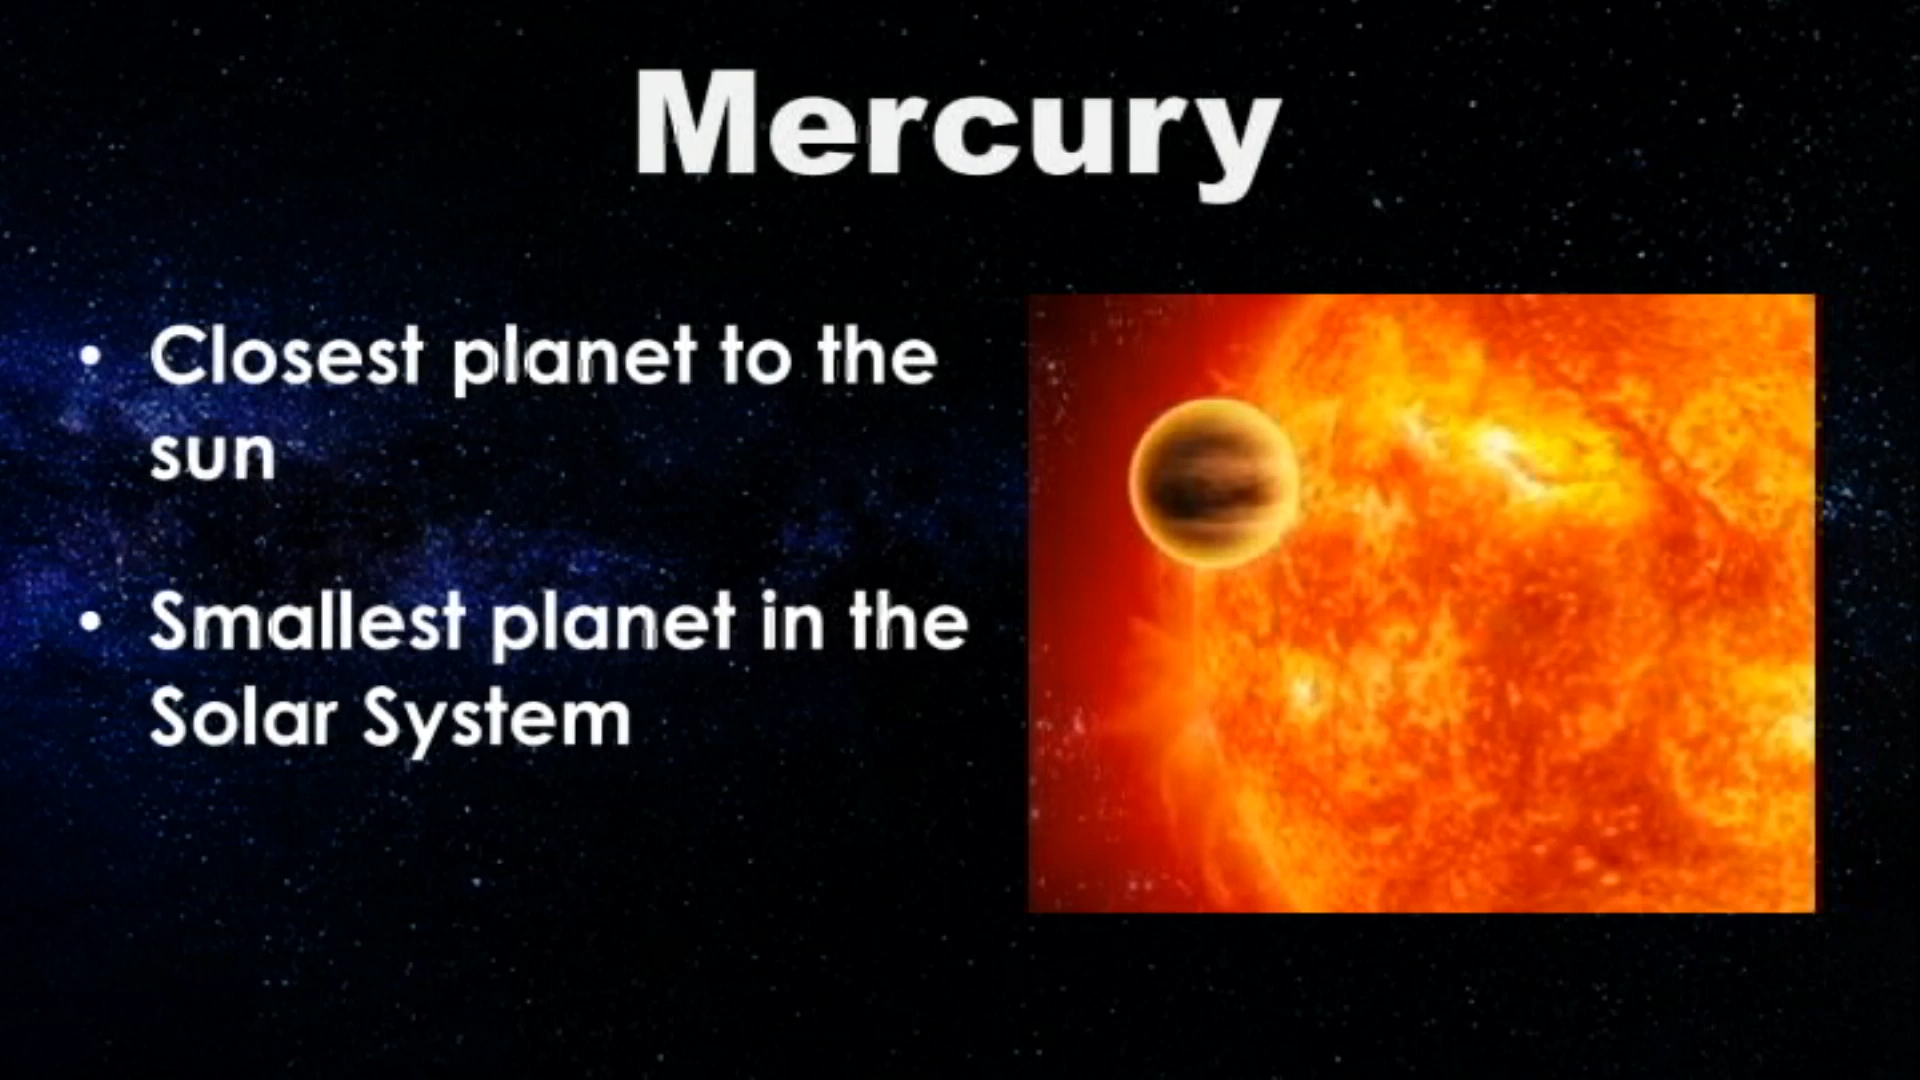 Mercury
• Closest planet to the
sun
• Smallest planet in the
Solar System